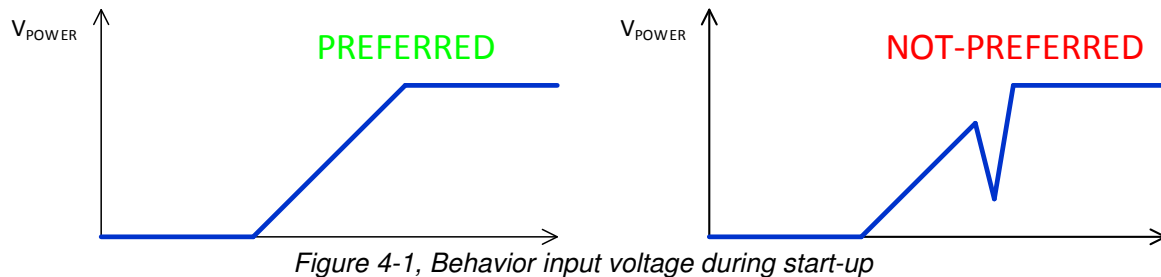 VPOWER
PREFERRED
VPOWER
NOT-PREFERRED
Figure 4-1, Behavior input voltage during start-up